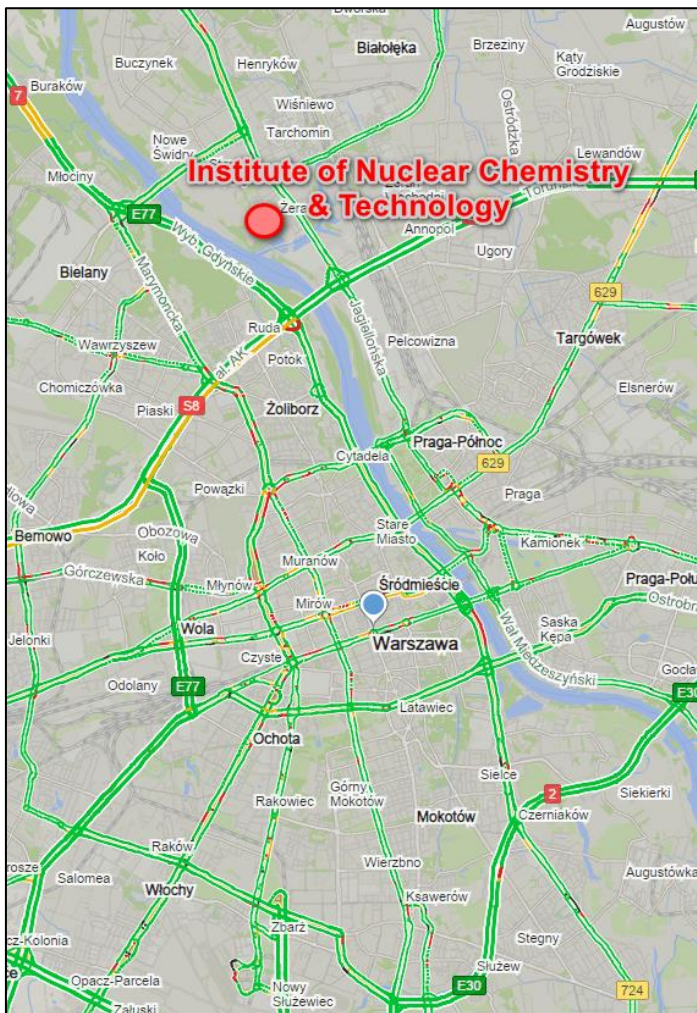 Dworska
Augustów
Białołęka
Brzeziny
Buczynek
Henryków
Kąty
Grodziskie
Buraków
7
Wiśniewo
Ostródzka
Nowe
Świdry
Tarchomin
Lewandów
Młociny
Institute of Nuclear Chemistry
& Technology
Żerań
Toruńska
E77
Annopol
Wyb. Gdyńskie
Ugory
Bielany
Marymoncka
629
Jagiellońska
Ruda
Pelcowizna
Targówek
Wawrzyszew
al. AK
Potok
Chomiczówka
Elsnerów
S8
Piaski
Żoliborz
Praga-Północ
Cytadela
629
Powązki
Praga
Stare
Miasto
Bemowo
Obozowa
Kamionek
Koło
Muranów
Górczewska
Młynów
Śródmieście
Praga-Połu
Mirów
Ostrobr
Wola
Saska
Kępa
Jelonki
Warszawa
Czyste
Wał Miedzeszyński
Gocła
Odolany
E77
E30
Latawiec
Ochota
Sielce
Górny
Mokotów
2
Siekierki
Rakowiec
Mokotów
Czerniaków
Raków
Wierzbno
Salomea
Augustówka
Włochy
Ksawerów
Zbarż
cz-Kolonia
Stegny
Służew
Opacz-Parcela
Nowy
Służewiec
E30
724
Załuski